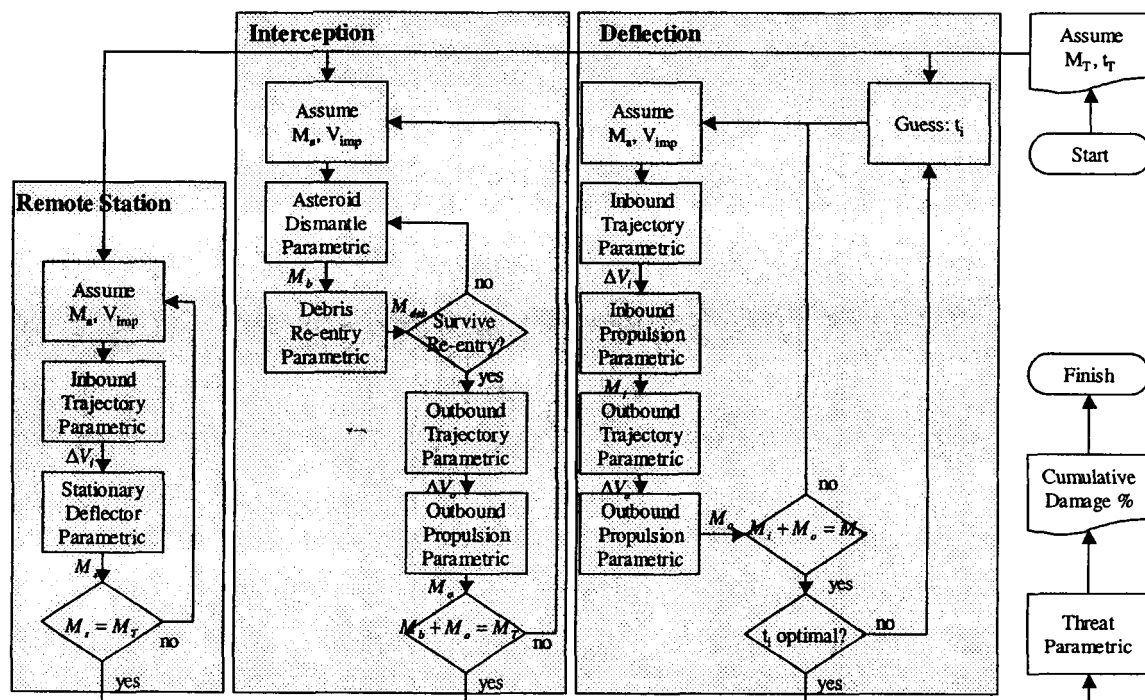 Interception
Deflection
Assume
M_T, t_T
Start
Assume
M_a, V_imp
Assume
M_a, V_imp
Guess: t_i
Remote Station
Asteroid
Dismantle
Parametric
M_b
no
Inbound
Trajectory
Parametric
ΔV_i
Assume
M_a, V_imp
Debris
Re-entry
Parametric
M_deb
Survive
Re-entry?
yes
Inbound
Propulsion
Parametric
M_i
Inbound
Trajectory
Parametric
ΔV_i
Outbound
Trajectory
Parametric
ΔV_o
Outbound
Trajectory
Parametric
ΔV_o
Finish
Stationary
Deflector
Parametric
Outbound
Propulsion
Parametric
M_o
Outbound
Propulsion
Parametric
M_o
no
M_i + M_o = M
yes
Cumulative
Damage %
M_s = M_T
no
yes
M_b + M_o = M_T
no
yes
t_i optimal?
no
yes
Threat
Parametric